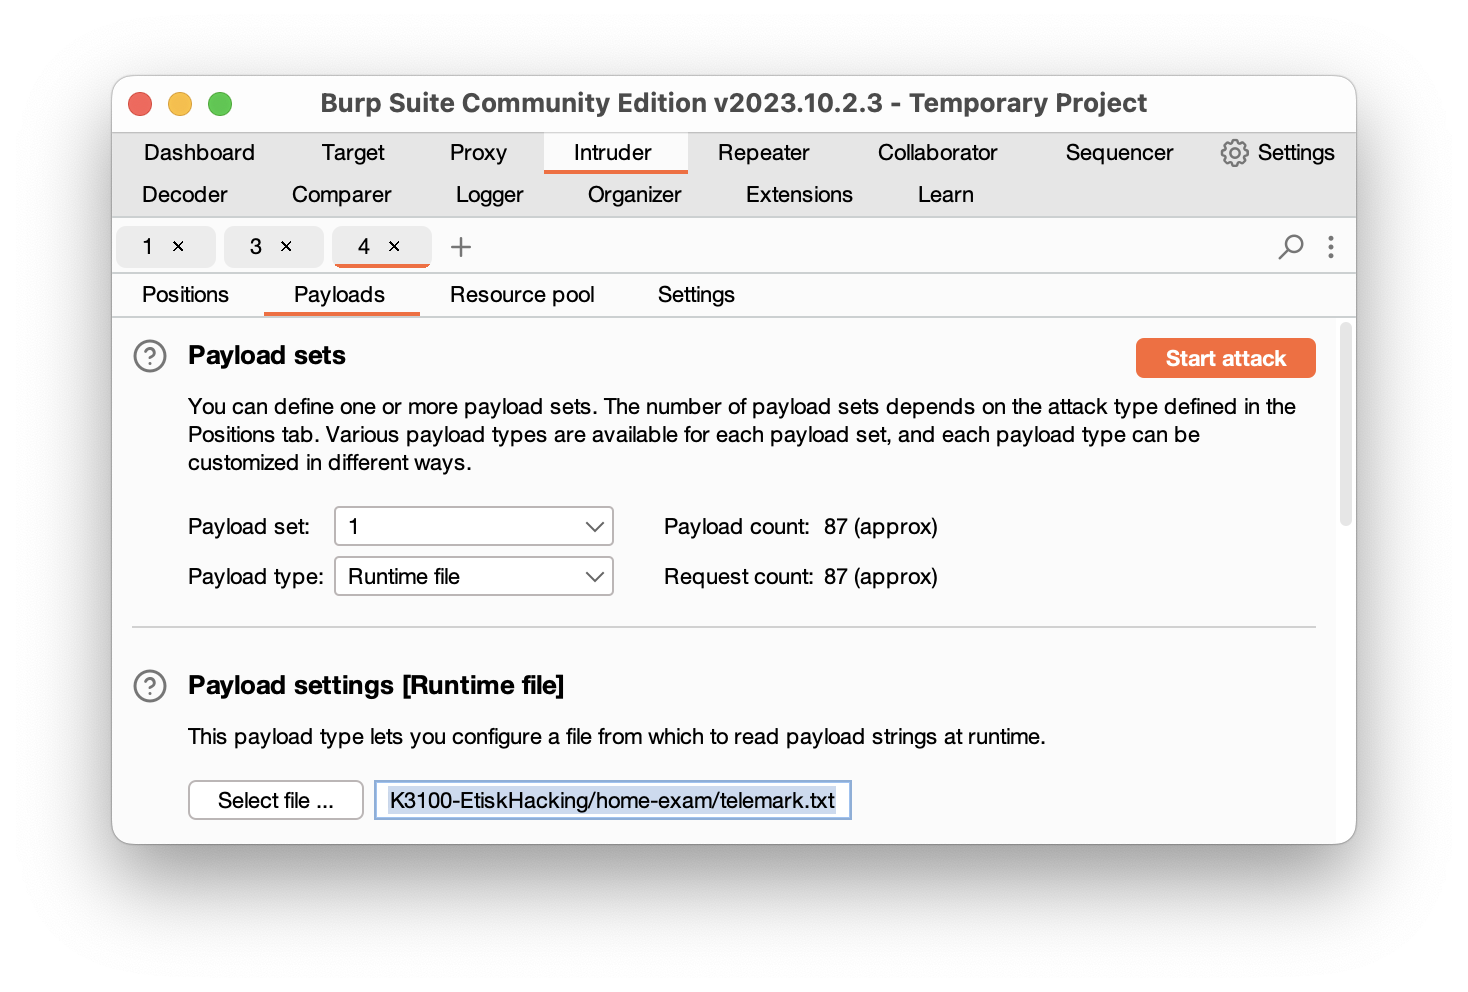 Burp Suite Community Edition v2023.10.2.3 - Temporary Project
Dashboard Target Proxy Intruder Repeater Collaborator Sequencer Settings
Decoder Comparer Logger Organizer Extensions Learn
1 × 3 × 4 × +
Positions Payloads Resource pool Settings
? Payload sets Start attack
You can define one or more payload sets. The number of payload sets depends on the attack type defined in the
Positions tab. Various payload types are available for each payload set, and each payload type can be
customized in different ways.
Payload set: 1 Payload count: 87 (approx)
Payload type: Runtime file Request count: 87 (approx)
? Payload settings [Runtime file]
This payload type lets you configure a file from which to read payload strings at runtime.
Select file ... K3100-EtiskHacking/home-exam/telemark.txt